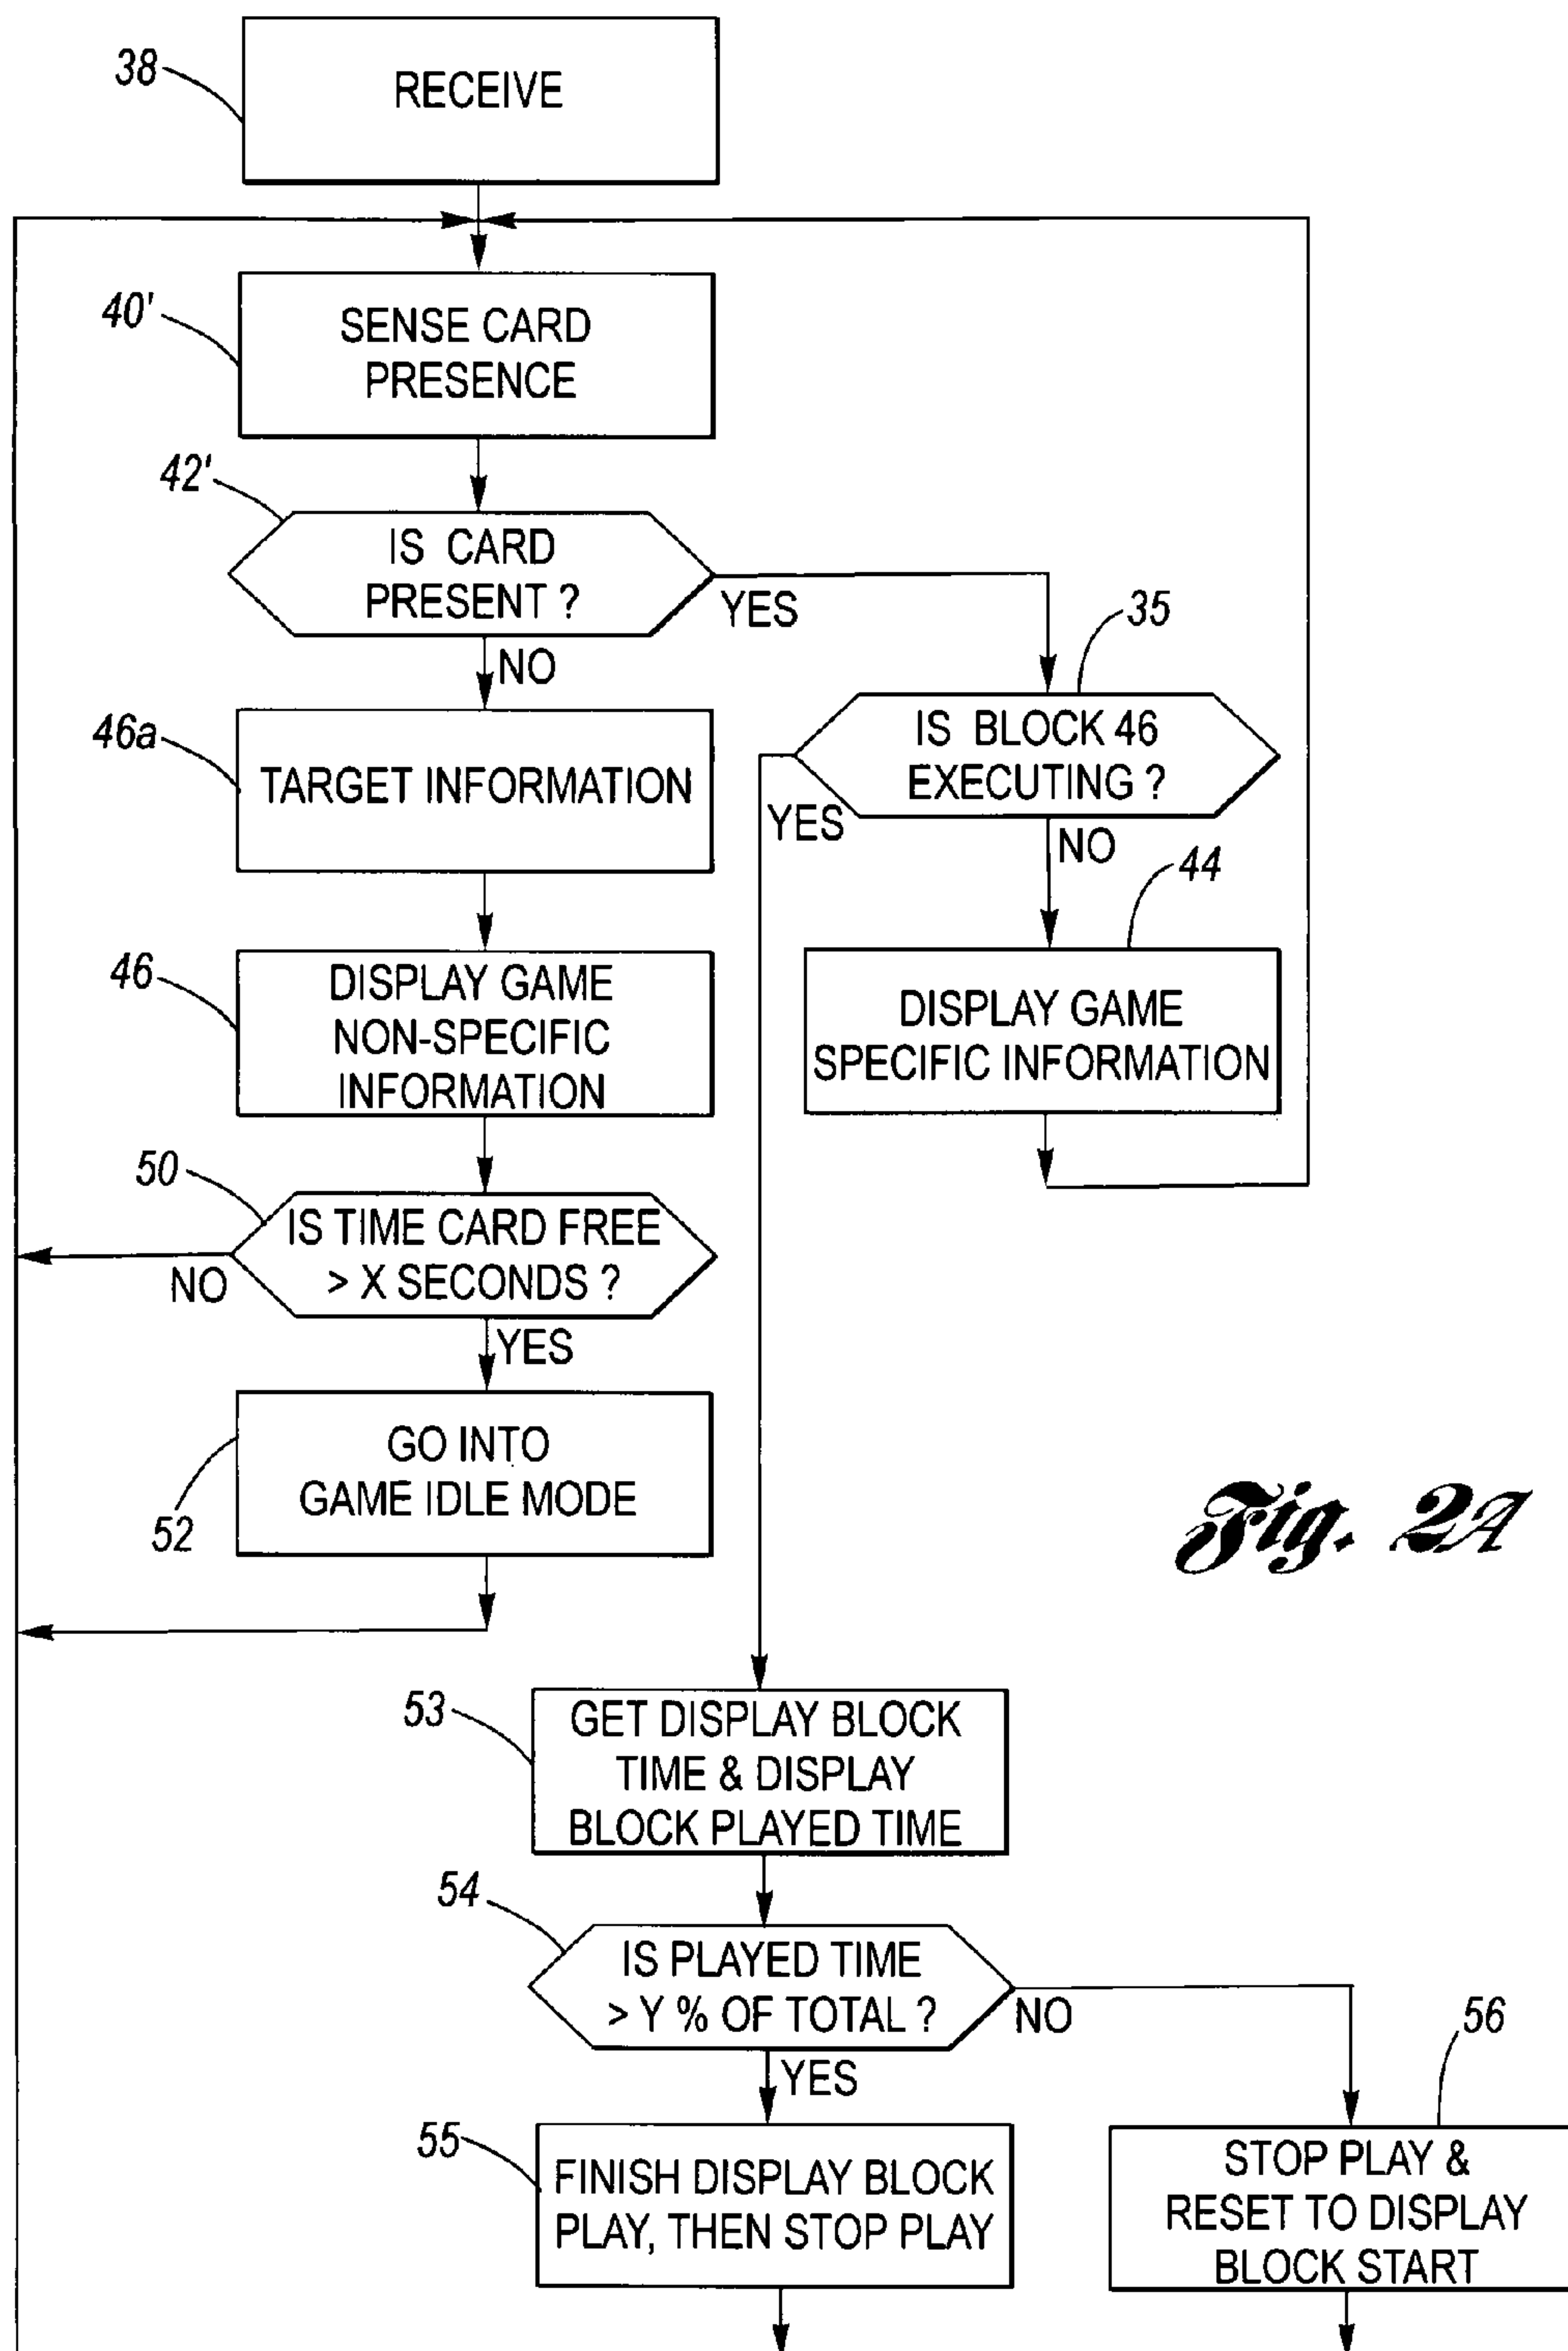 38
RECEIVE
40'
SENSE CARD
PRESENCE
42'
IS CARD
PRESENT ?
YES
NO
35
IS BLOCK 46
EXECUTING ?
YES
NO
46a
TARGET INFORMATION
44
DISPLAY GAME
SPECIFIC INFORMATION
46
DISPLAY GAME
NON-SPECIFIC
INFORMATION
50
IS TIME CARD FREE
> X SECONDS ?
NO
YES
GO INTO
GAME IDLE MODE
52
Fig. 2A
53
GET DISPLAY BLOCK
TIME & DISPLAY
BLOCK PLAYED TIME
54
IS PLAYED TIME
> Y % OF TOTAL ?
NO
YES
56
55
FINISH DISPLAY BLOCK
PLAY, THEN STOP PLAY
STOP PLAY &
RESET TO DISPLAY
BLOCK START